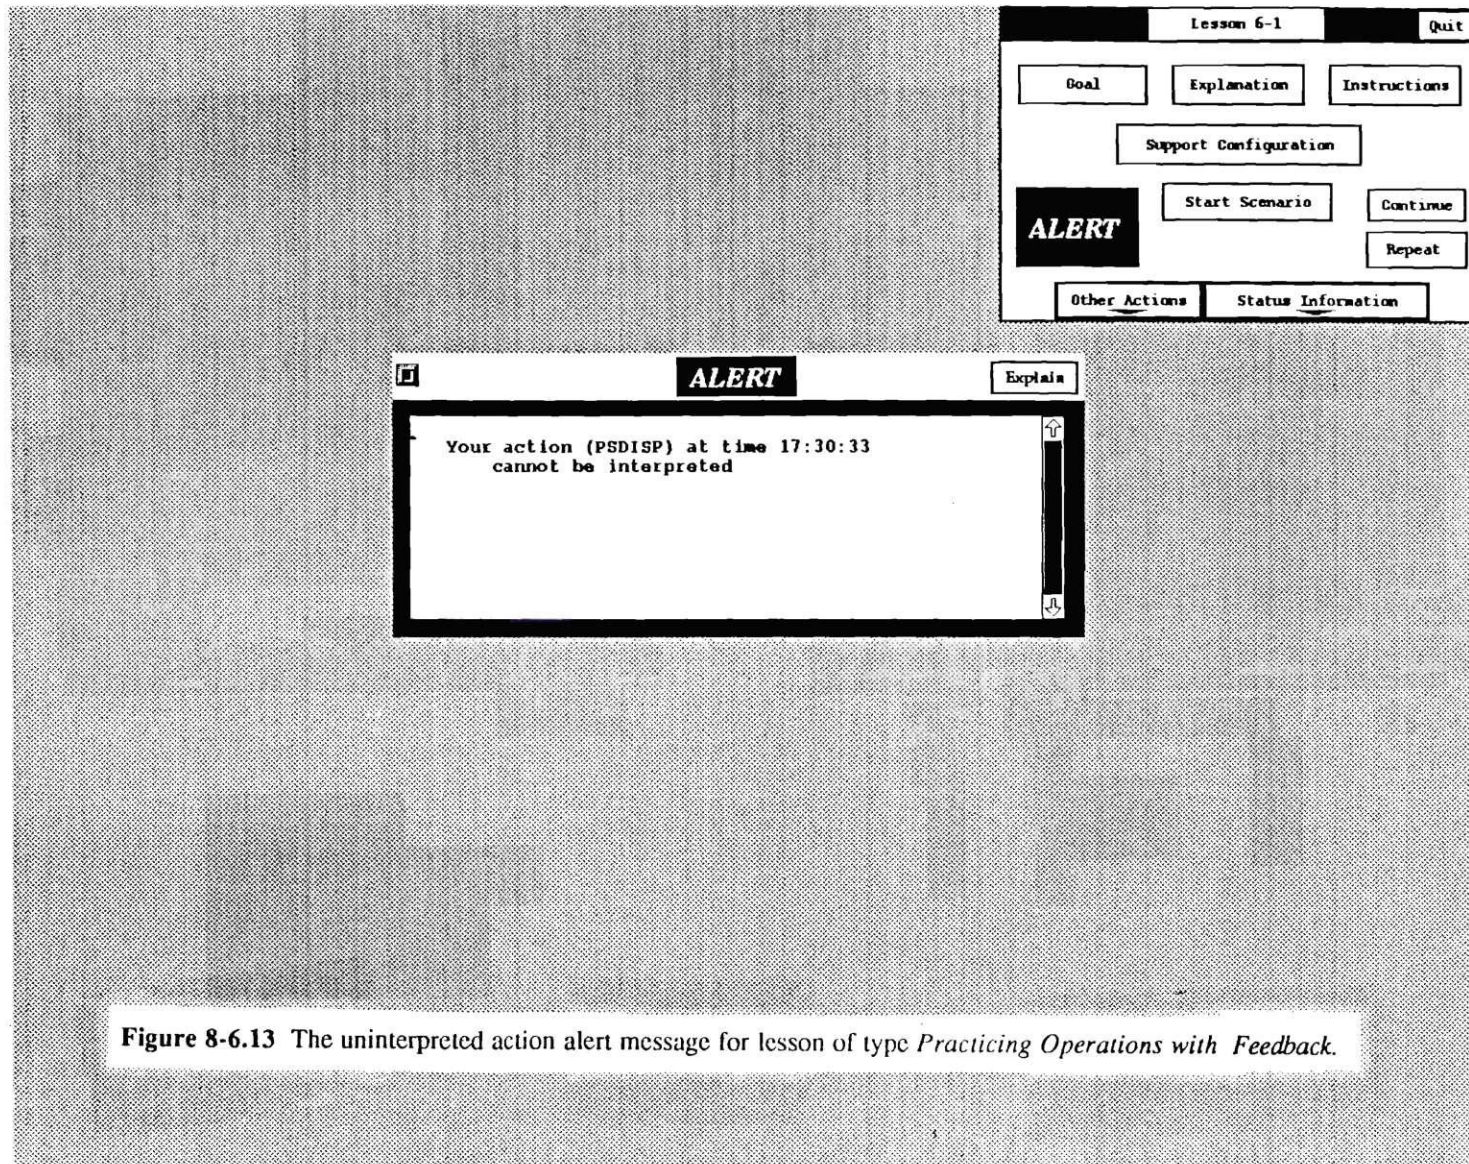 Lesson 6-1 Quit
Goal Explanation Instructions
Support Configuration
Start Scenario Continue
ALERT
Repeat
Other Actions Status Information
ALERT Explain
Your action (PSDISP) at time 17:30:33
cannot be interpreted
Figure 8-6.13 The uninterpreted action alert message for lesson of type Practicing Operations with Feedback.